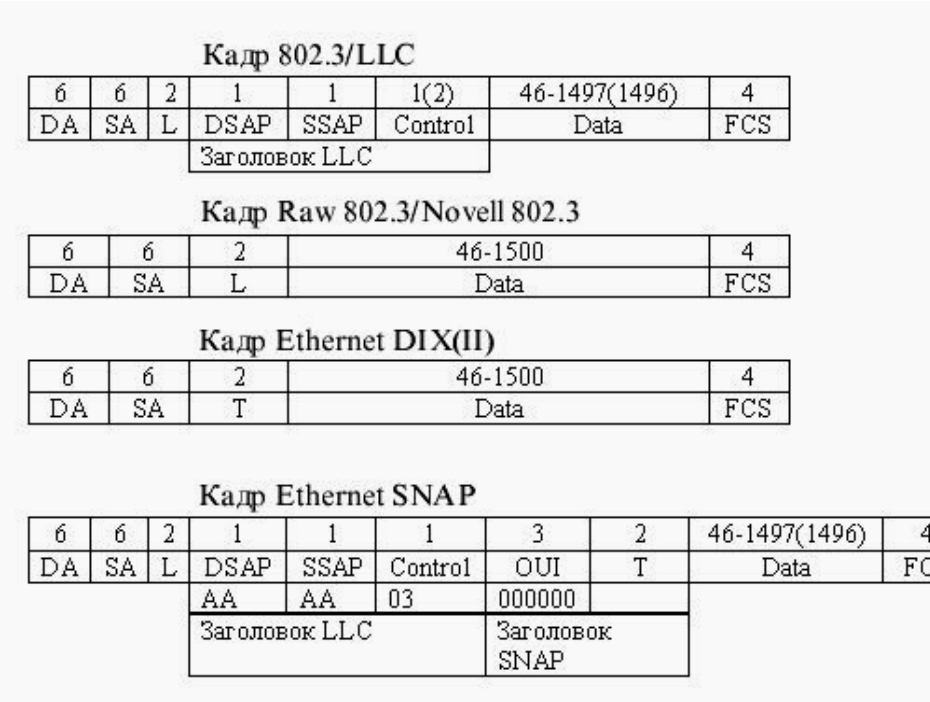 Кадр 802.3/LLC
6 6 2 1 1 1(2) 46-1497(1496) 4
DA SA L DSAP SSAP Control Data FCS
Заголовок LLC
Кадр Raw 802.3/Novell 802.3
6 6 2 46-1500 4
DA SA L Data FCS
Кадр Ethernet DIX(II)
6 6 2 46-1500 4
DA SA T Data FCS
Кадр Ethernet SNAP
6 6 2 1 1 1 3 2 46-1497(1496) 4
DA SA L DSAP SSAP Control OUI T Data FC
AA AA 03 000000
Заголовок LLC Заголовок
SNAP